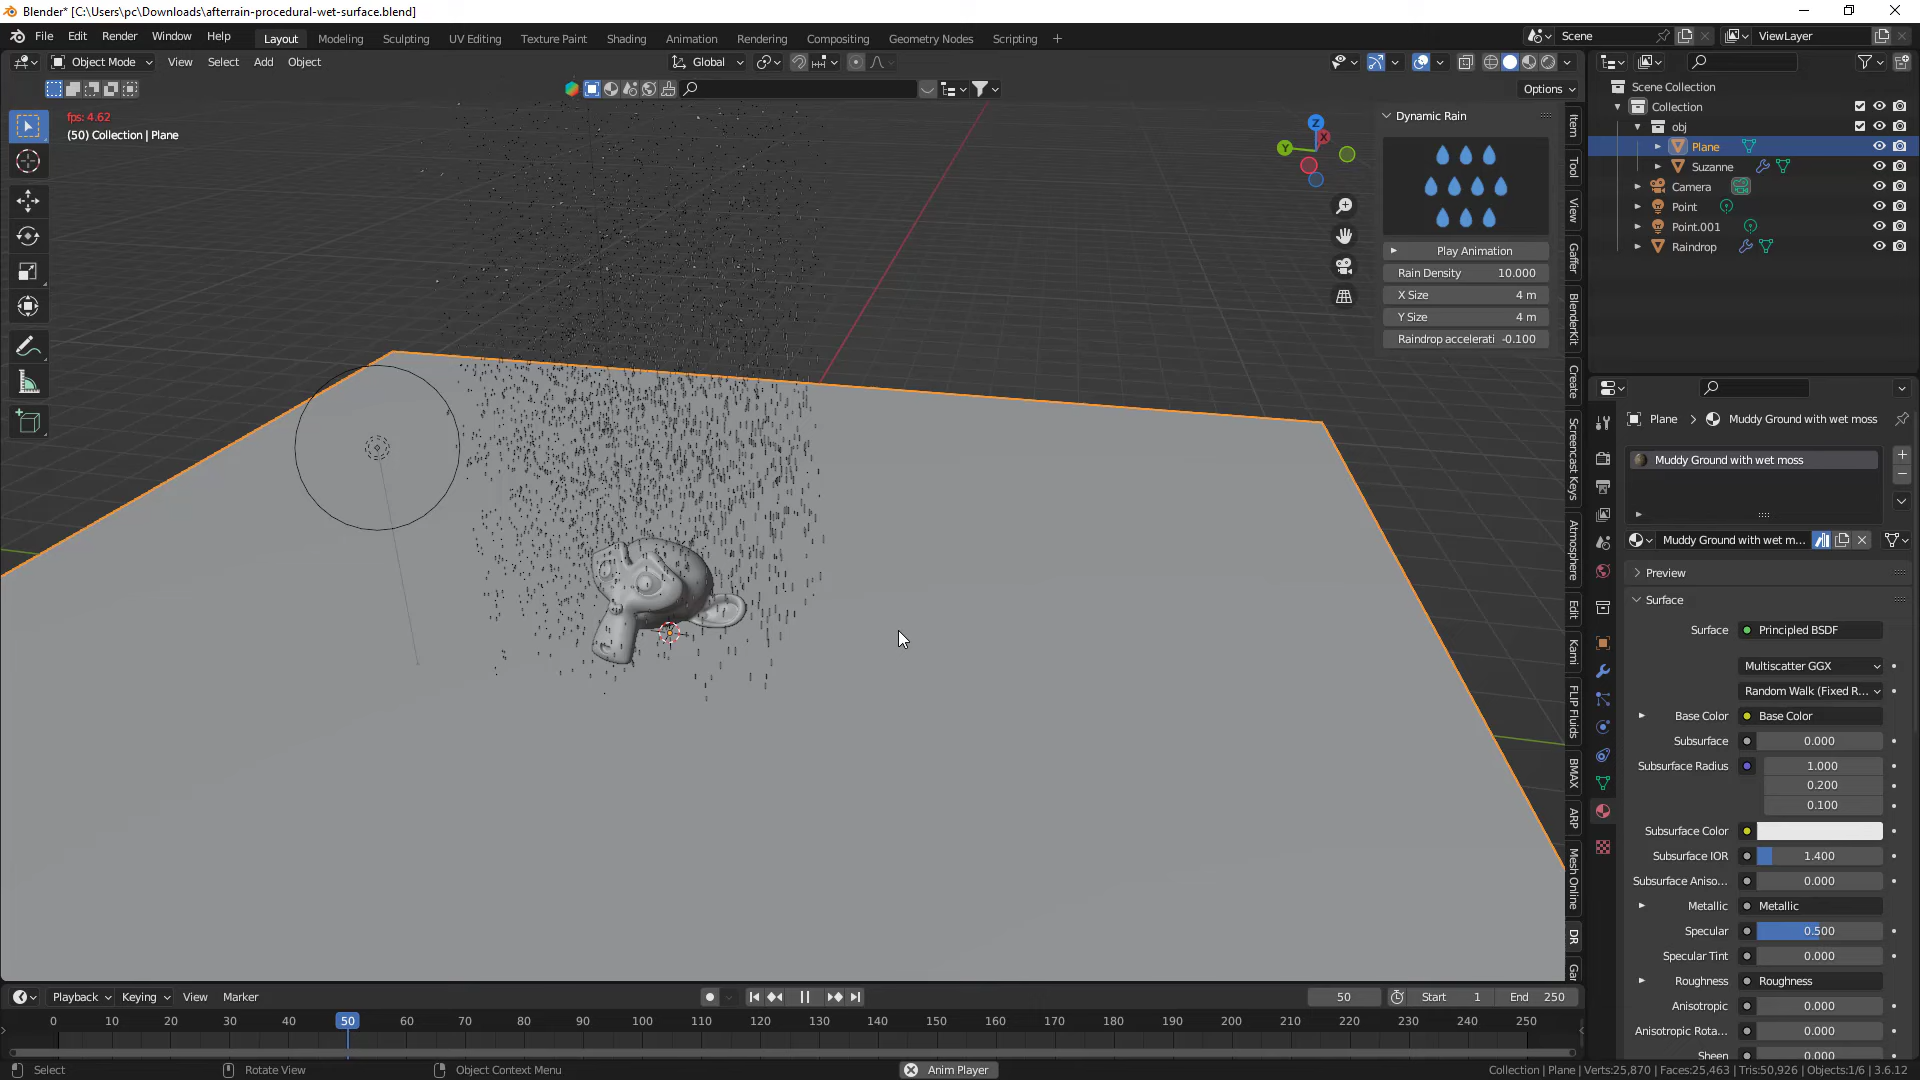 Blender* [C:\Users\pc\Downloads\afterrain-procedural-wet-surface.blend]
File Edit Render Window Help
Layout Modeling Sculpting UV Editing Texture Paint Shading Animation Rendering Compositing Geometry Nodes Scripting +
Scene ViewLayer
Object Mode View Select Add Object
Global
Options
fps: 4.62
(50) Collection | Plane
Z
Y
X
Dynamic Rain
Play Animation
Rain Density 10.000
X Size 4 m
Y Size 4 m
Raindrop accelerati -0.100
Item
Tool
View
Gaffer
BlenderKit
Create
Screencast Keys
Atmosphere
Edit
Kami
FLIP Fluids
BMAX
ARP
Mesh Online
DR
Ga
Scene Collection
Collection
obj
Plane
Suzanne
Camera
Point
Point.001
Raindrop
Plane > Muddy Ground with wet moss
Muddy Ground with wet moss
Muddy Ground with wet m...
Preview
Surface
Surface Principled BSDF
Multiscatter GGX
Random Walk (Fixed R...
Base Color Base Color
Subsurface 0.000
Subsurface Radius 1.000
0.200
0.100
Subsurface Color
Subsurface IOR 1.400
Subsurface Aniso... 0.000
Metallic Metallic
Specular 0.500
Specular Tint 0.000
Roughness Roughness
Anisotropic 0.000
Anisotropic Rota... 0.000
Sheen 0.000
Playback Keying View Marker
50 Start 1 End 250
0 10 20 30 40 50 60 70 80 90 100 110 120 130 140 150 160 170 180 190 200 210 220 230 240 250
Select Rotate View Object Context Menu
Anim Player
Collection | Plane | Verts:25,870 | Faces:25,463 | Tris:50,926 | Objects:1/6 | 3.6.12